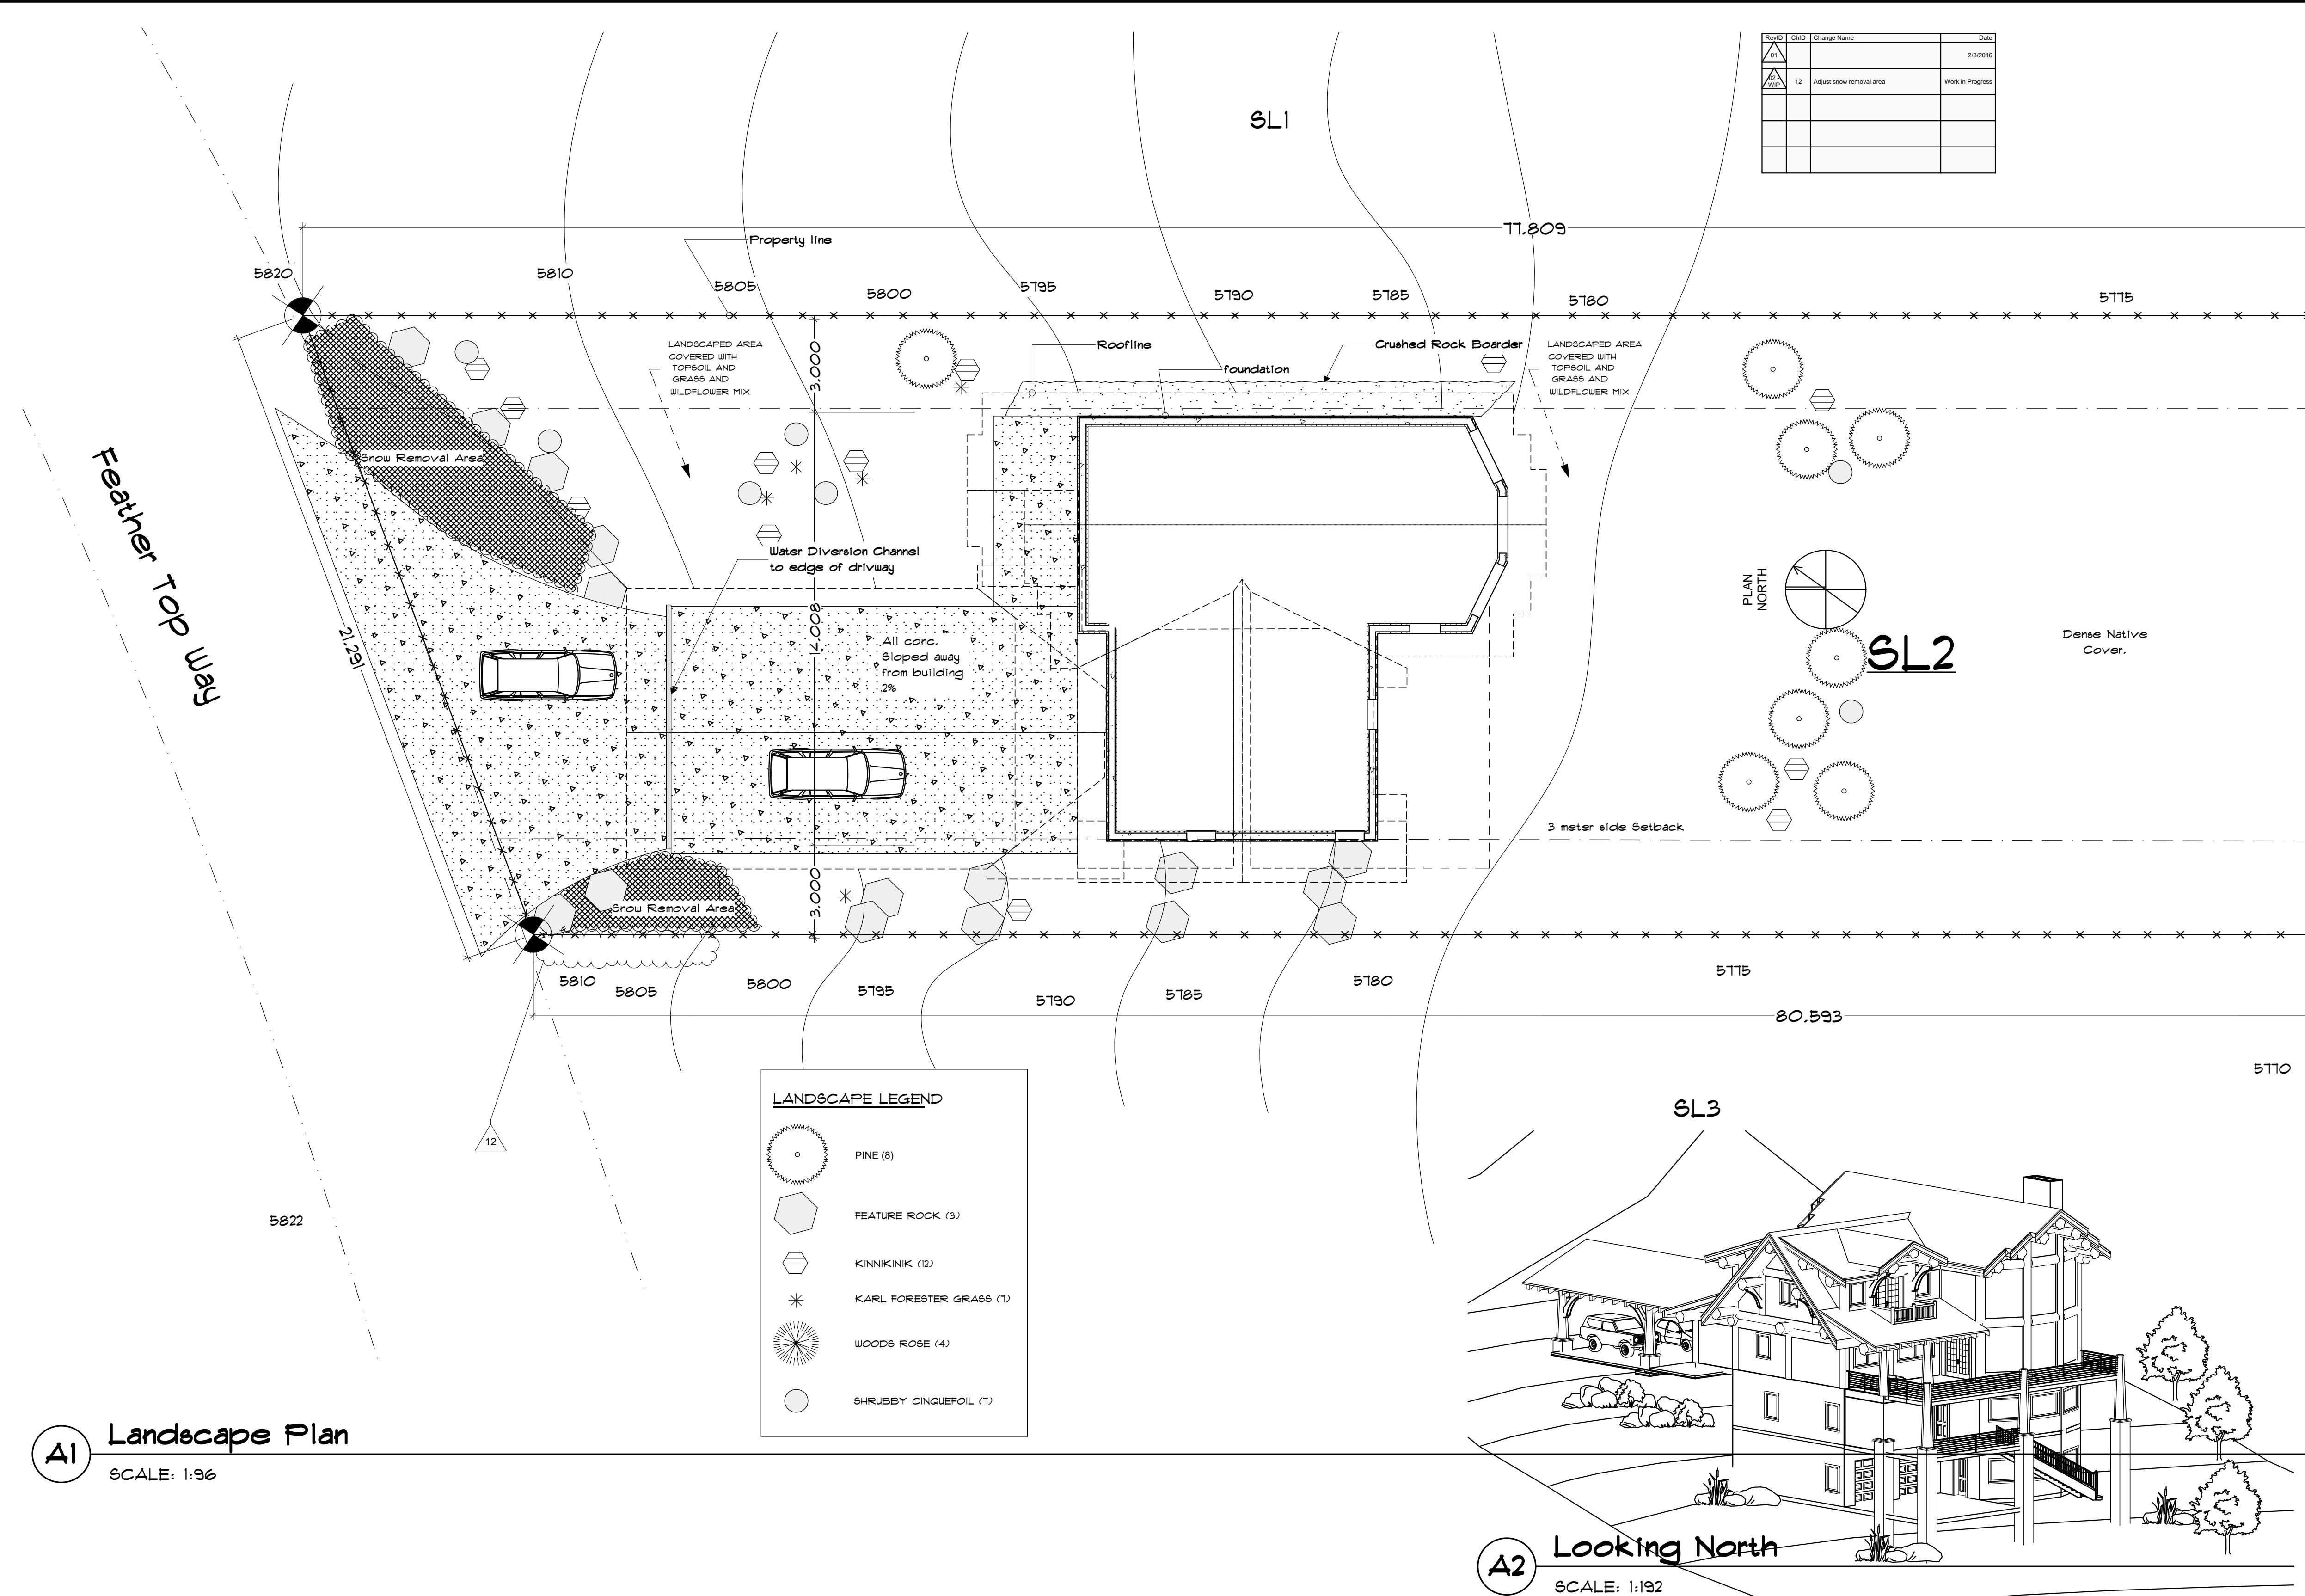 RevID ChID Change Name Date
01 2/3/2016
02 - WIP 12 Adjust snow removal area Work in Progress
SL1
77.809
Property line
5820 5810 5805 5800 5795 5790 5785 5780 5775
LANDSCAPED AREA
COVERED WITH
TOPSOIL AND
GRASS AND
WILDFLOWER MIX
3.000
Roofline
foundation
Crushed Rock Boarder
LANDSCAPED AREA
COVERED WITH
TOPSOIL AND
GRASS AND
WILDFLOWER MIX
Snow Removal Area
Feather Top Way
21.291
Water Diversion Channel
to edge of drivway
14.008
All conc.
Sloped away
from building
2%
PLAN
NORTH
SL2
Dense Native
Cover.
3 meter side Setback
3.000
Snow Removal Area
5810 5805 5800 5795 5790 5785 5780 5775
80.593
5770
12
5822
SL3
LANDSCAPE LEGEND
PINE (8)
FEATURE ROCK (3)
KINNIKINIK (12)
KARL FORESTER GRASS (7)
WOODS ROSE (4)
SHRUBBY CINQUEFOIL (7)
A1 Landscape Plan
SCALE: 1:96
A2 Looking North
SCALE: 1:192